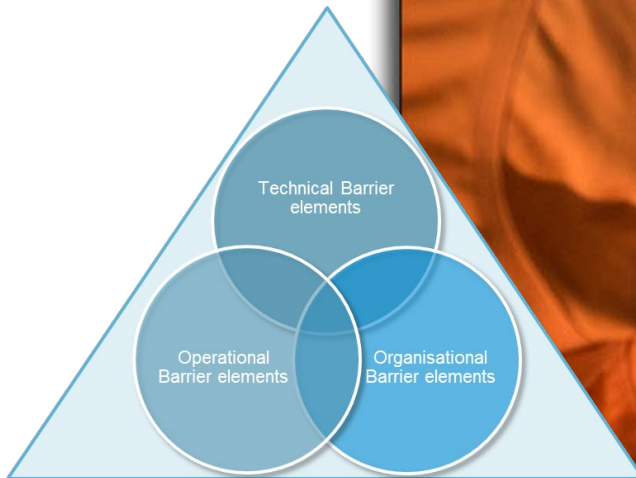 Technical Barrier
elements
Operational
Barrier elements
Organisational
Barrier elements